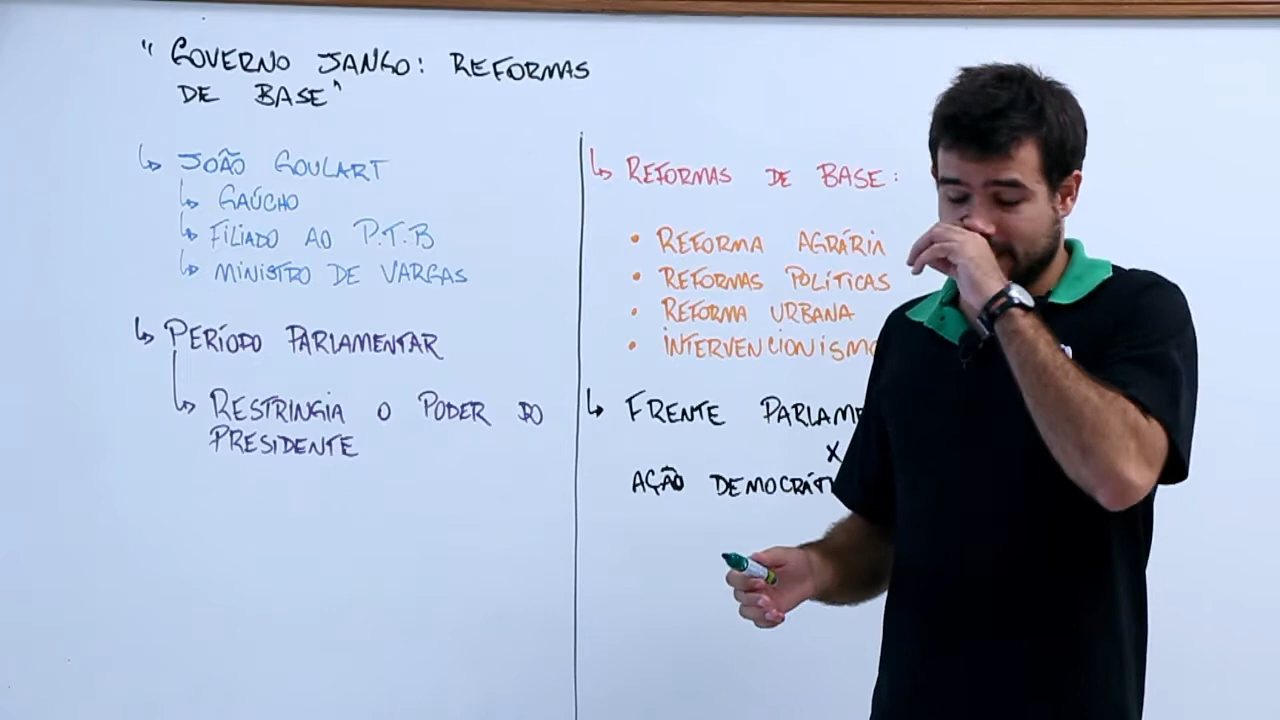 "GOVERNO JANGO: REFORMAS
DE BASE"
↳ JOÃO GOULART
↳ GAÚCHO
↳ FILIADO AO P.T.B
↳ MINISTRO DE VARGAS
↳ PERÍODO PARLAMENTAR
↳ RESTRINGIA O PODER DO
PRESIDENTE
↳ REFORMAS DE BASE:
• REFORMA AGRÁRIA
• REFORMAS POLÍTICAS
• REFORMA URBANA
• INTERVENCIONISMO
↳ FRENTE
X
AÇÃO